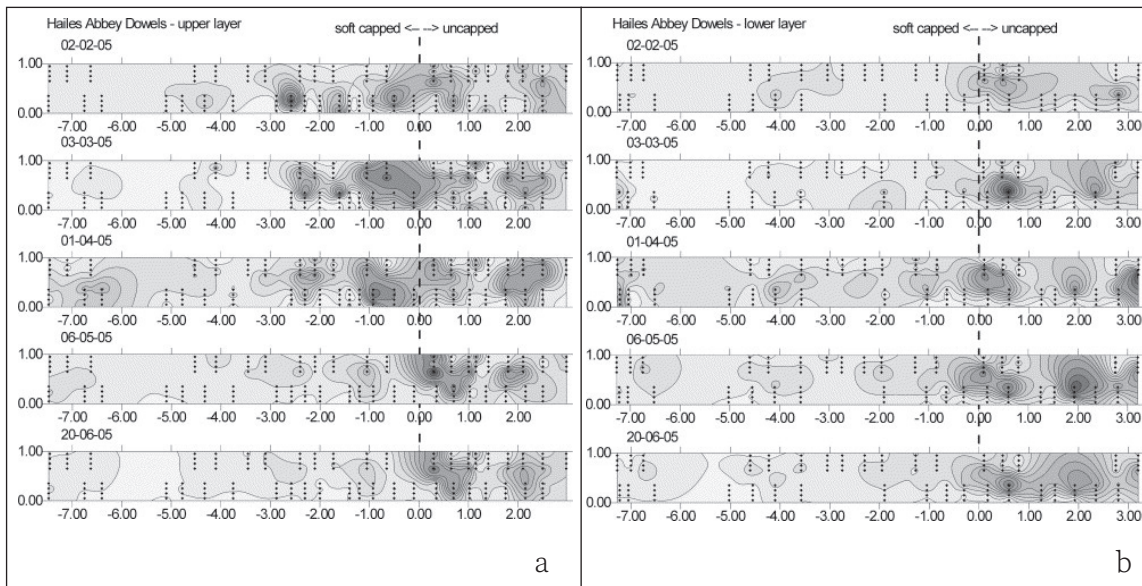 Hailes Abbey Dowels - upper layer
soft capped <- -> uncapped
02-02-05
1.00
0.00
-7.00 -6.00 -5.00 -4.00 -3.00 -2.00 -1.00 0.00 1.00 2.00
03-03-05
1.00
0.00
-7.00 -6.00 -5.00 -4.00 -3.00 -2.00 -1.00 0.00 1.00 2.00
01-04-05
1.00
0.00
-7.00 -6.00 -5.00 -4.00 -3.00 -2.00 -1.00 0.00 1.00 2.00
06-05-05
1.00
0.00
-7.00 -6.00 -5.00 -4.00 -3.00 -2.00 -1.00 0.00 1.00 2.00
20-06-05
1.00
0.00
-7.00 -6.00 -5.00 -4.00 -3.00 -2.00 -1.00 0.00 1.00 2.00
a
Hailes Abbey Dowels - lower layer
soft capped <- -> uncapped
02-02-05
1.00
0.00
-7.00 -6.00 -5.00 -4.00 -3.00 -2.00 -1.00 0.00 1.00 2.00 3.00
03-03-05
1.00
0.00
-7.00 -6.00 -5.00 -4.00 -3.00 -2.00 -1.00 0.00 1.00 2.00 3.00
01-04-05
1.00
0.00
-7.00 -6.00 -5.00 -4.00 -3.00 -2.00 -1.00 0.00 1.00 2.00 3.00
06-05-05
1.00
0.00
-7.00 -6.00 -5.00 -4.00 -3.00 -2.00 -1.00 0.00 1.00 2.00 3.00
20-06-05
1.00
0.00
-7.00 -6.00 -5.00 -4.00 -3.00 -2.00 -1.00 0.00 1.00 2.00 3.00
b